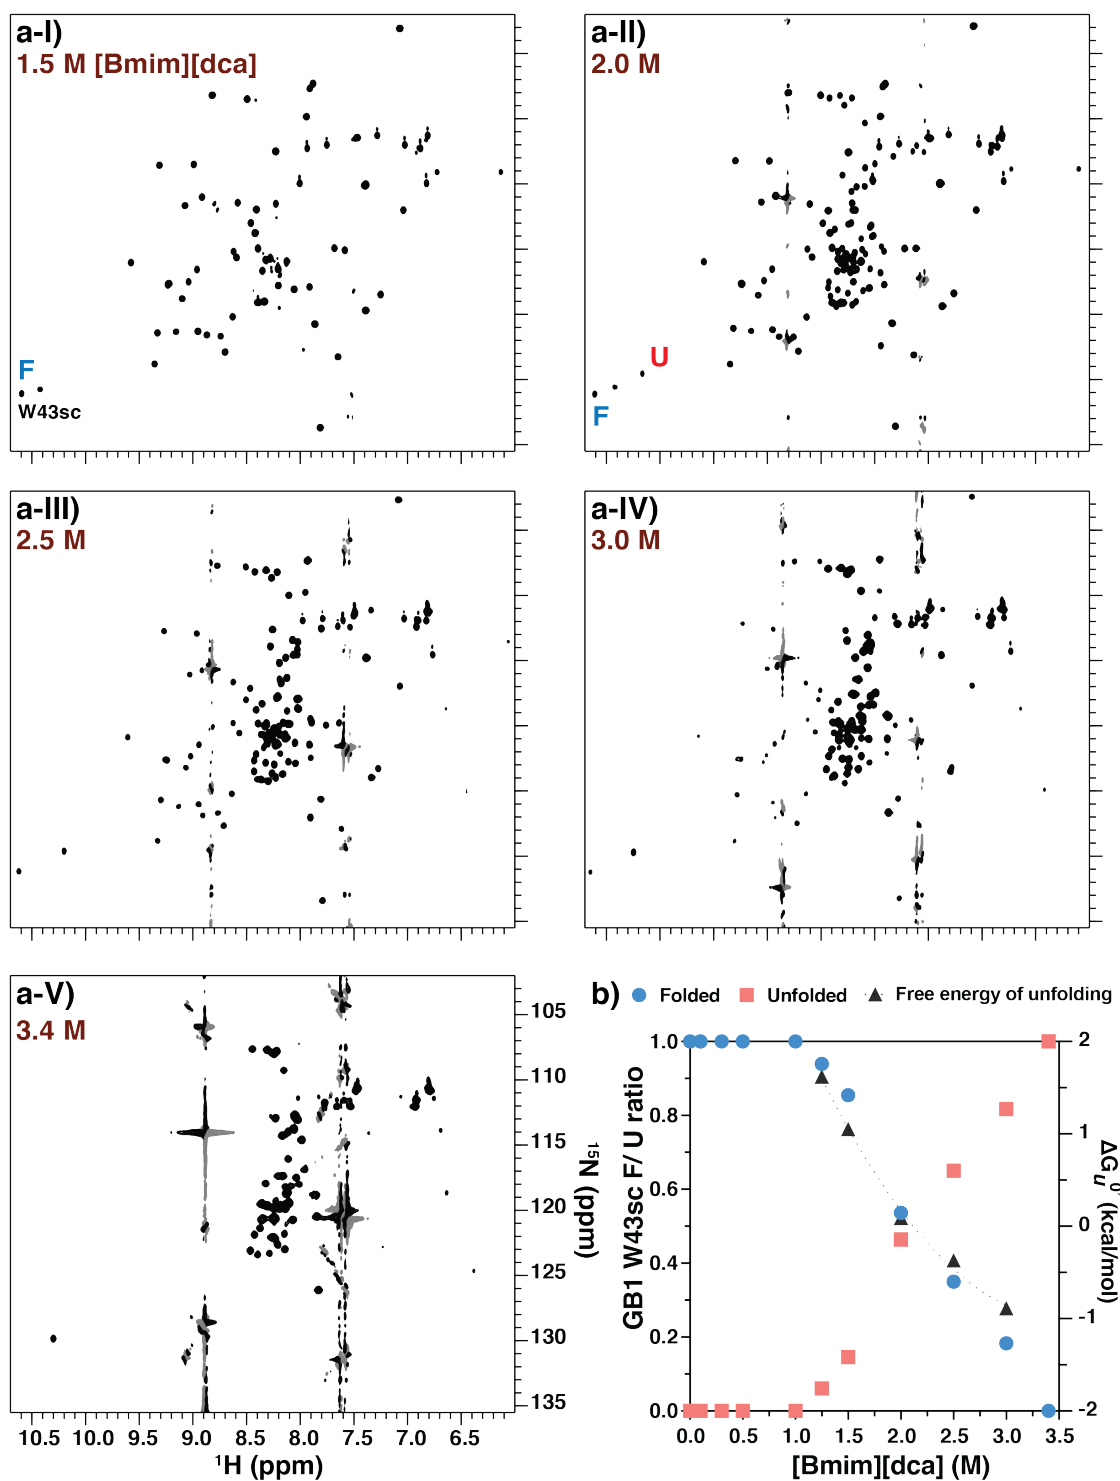 a-I)
1.5 M [Bmim][dca]
F
W43sc
a-II)
2.0 M
U
F
a-III)
2.5 M
a-IV)
3.0 M
a-V)
3.4 M
105
110
115
120
125
130
135
¹⁵N (ppm)
10.5 10.0 9.5 9.0 8.5 8.0 7.5 7.0 6.5
¹H (ppm)
b) Folded Unfolded Free energy of unfolding
1.0
0.8
0.6
0.4
0.2
0.0
GB1 W43sc F/ U ratio
2
1
0
-1
-2
ΔG⁰ᵤ (kcal/mol)
0.0 0.5 1.0 1.5 2.0 2.5 3.0 3.5
[Bmim][dca] (M)